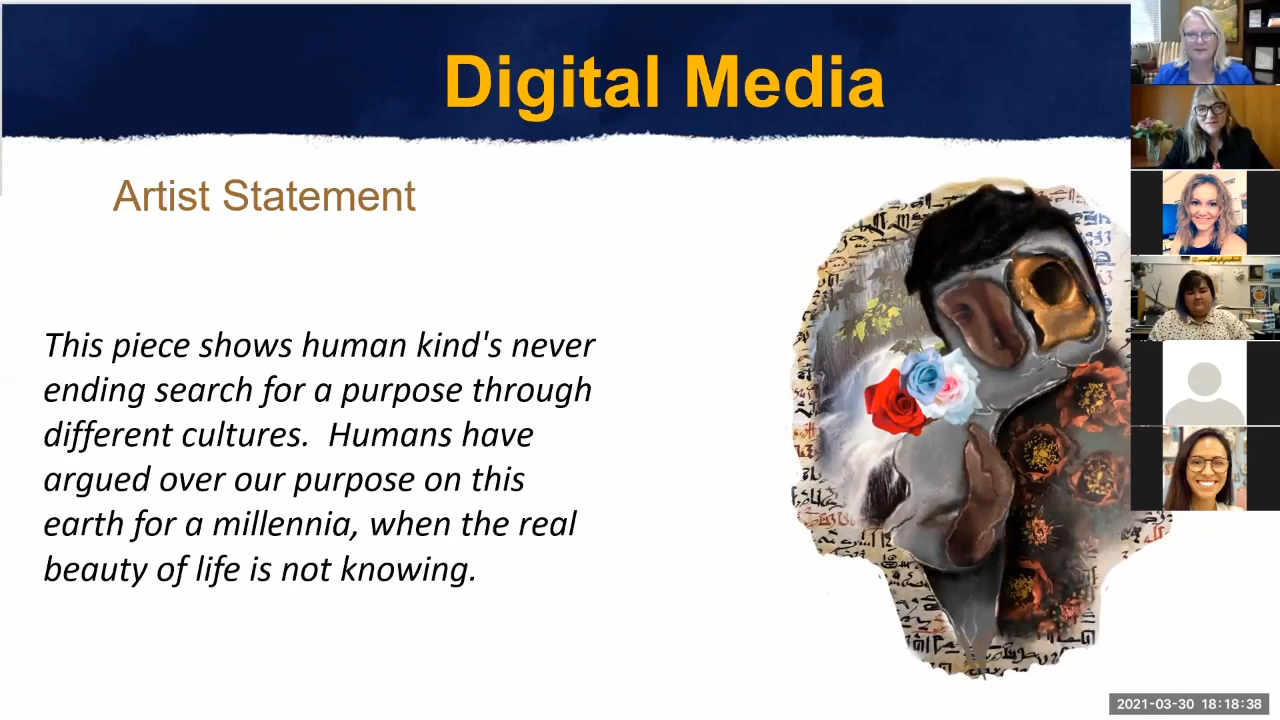 Digital Media
Artist Statement
This piece shows human kind's never
ending search for a purpose through
different cultures.  Humans have
argued over our purpose on this
earth for a millennia, when the real
beauty of life is not knowing.
2021-03-30 18:18:38